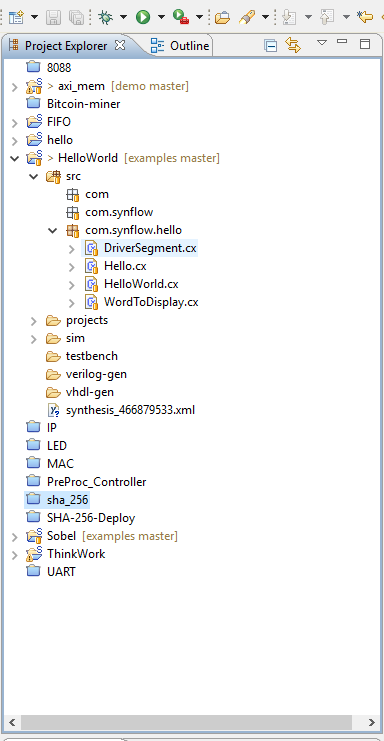 Project Explorer Outline
8088
> axi_mem [demo master]
Bitcoin-miner
FIFO
hello
> HelloWorld [examples master]
src
com
com.synflow
com.synflow.hello
DriverSegment.cx
Hello.cx
HelloWorld.cx
WordToDisplay.cx
projects
sim
testbench
verilog-gen
vhdl-gen
synthesis_466879533.xml
IP
LED
MAC
PreProc_Controller
sha_256
SHA-256-Deploy
Sobel [examples master]
ThinkWork
UART